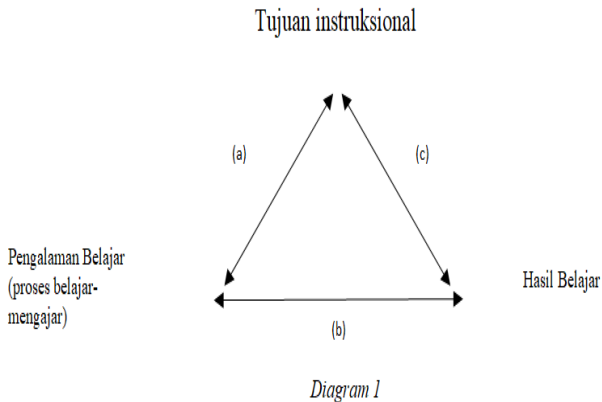 Tujuan instruksional
(a)
(c)
Pengalaman Belajar
(proses belajar-
mengajar)
Hasil Belajar
(b)
Diagram 1